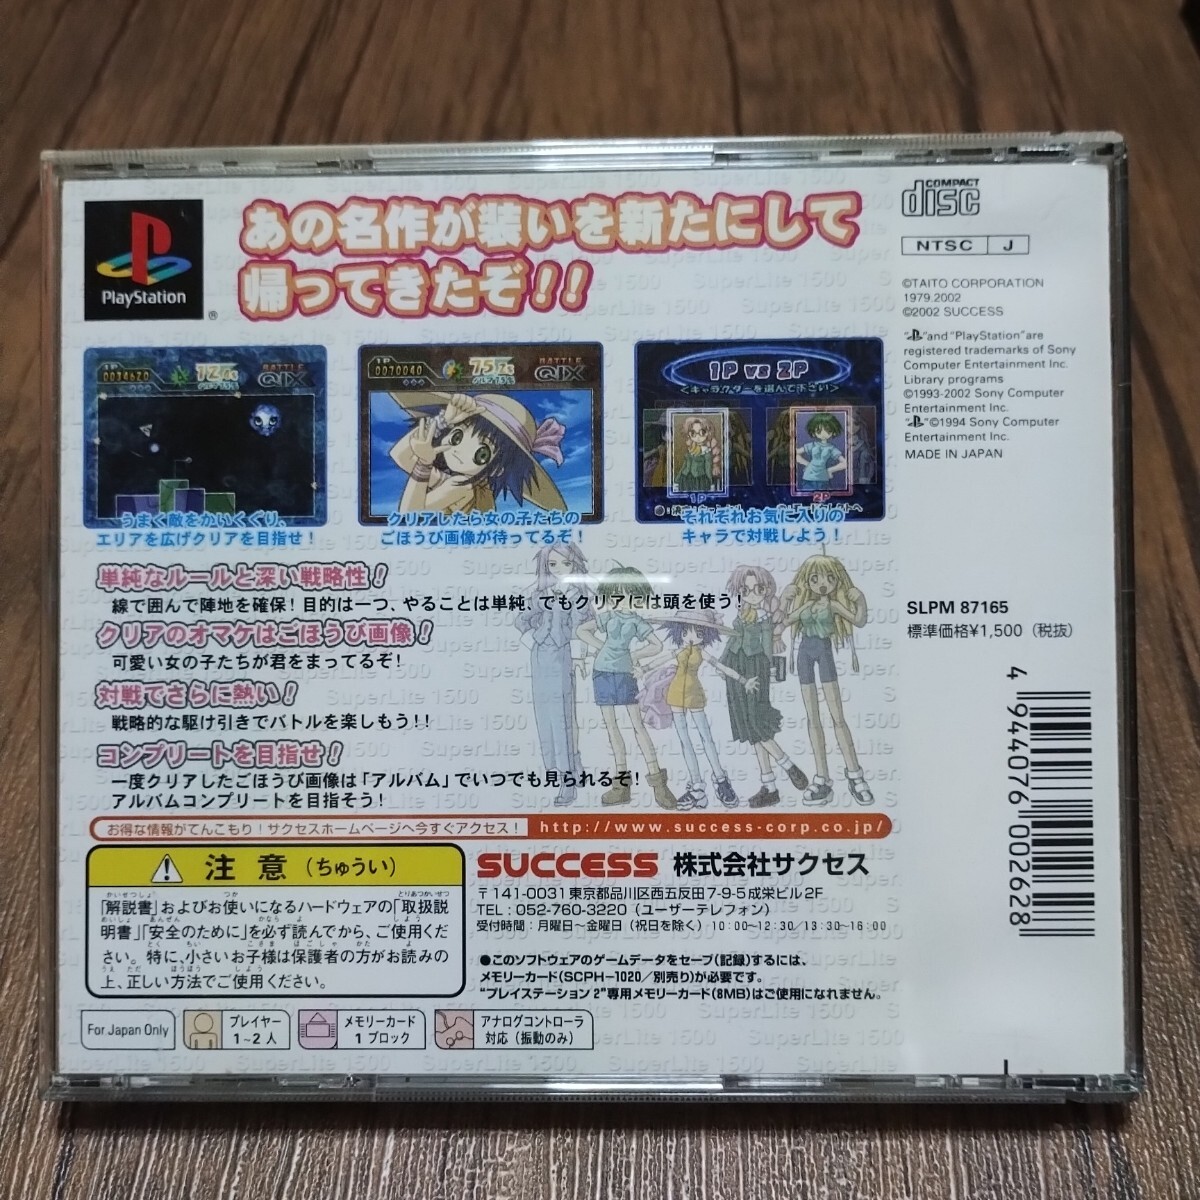 PlayStation
®
あの名作が装いを新たにして
帰ってきたぞ!!
COMPACT
disc
NTSC J
©TAITO CORPORATION
1979.2002
©2002 SUCCESS
"PS"and "PlayStation"are
registered trademarks of Sony
Computer Entertainment Inc.
Library programs
©1993-2002 Sony Computer
Entertainment Inc.
"PS"©1994 Sony Computer
Entertainment Inc.
MADE IN JAPAN
1P
BATTLE
QIX
1P
0070040
BATTLE
QIX
1P vs 2P
<キャラクターを選んで下さい>
1P
2P
うまく敵をかいくぐり、
エリアを広げクリアを目指せ!
クリアしたら女の子たちの
ごほうび画像が待ってるぞ!
それぞれお気に入りの
キャラで対戦しよう!
単純なルールと深い戦略性!
線で囲んで陣地を確保!目的は一つ、やることは単純、でもクリアには頭を使う!
クリアのオマケはごほうび画像!
可愛い女の子たちが君をまってるぞ!
対戦でさらに熱い!
戦略的な駆け引きでバトルを楽しもう!!
コンプリートを目指せ!
一度クリアしたごほうび画像は「アルバム」でいつでも見られるぞ!
アルバムコンプリートを目指そう!
SuperLite 1500
SLPM 87165
標準価格¥1,500(税抜)
4 944076 002628
お得な情報がてんこもり!サクセスホームページへ今すぐアクセス! http://www.success-corp.co.jp/
注意(ちゅうい)
「解説書」およびお使いになるハードウェアの「取扱説
明書」「安全のために」を必ず読んでから、ご使用くだ
さい。特に、小さいお子様は保護者の方がお読みの
上、正しい方法でご使用ください。
SUCCESS 株式会社サクセス
〒141-0031 東京都品川区西五反田7-9-5成栄ビル2F
TEL:052-760-3220(ユーザーテレフォン)
受付時間:月曜日~金曜日(祝日を除く) 10:00~12:30/13:30~16:00
●このソフトウェアのゲームデータをセーブ(記録)するには、
メモリーカード(SCPH-1020/別売り)が必要です。
"プレイステーション 2"専用メモリーカード(8MB)はご使用になれません。
For Japan Only
プレイヤー
1~2人
メモリーカード
1ブロック
アナログコントローラ
対応(振動のみ)